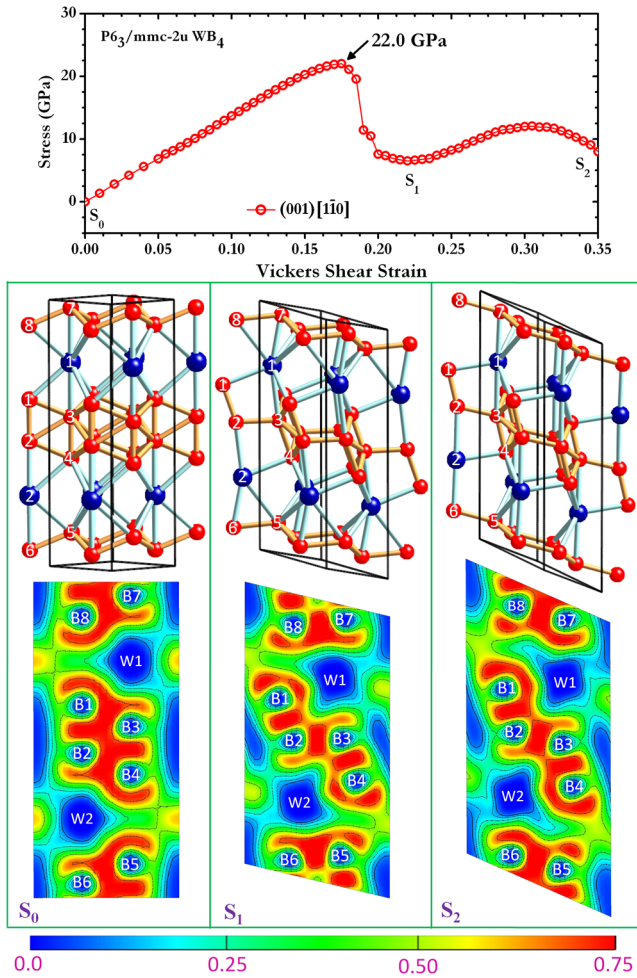 P6₃/mmc-2u WB₄
22.0 GPa
30
20
10
0
Stress (GPa)
S₀
S₁
S₂
(001)[11̅0]
0.00 0.05 0.10 0.15 0.20 0.25 0.30 0.35
Vickers Shear Strain
7
8
1
1
3
2
4
2
5
6
8
7
1
1
2
3
4
2
5
6
8
7
1
1
2
3
4
2
6
5
B7
B8
W1
B1
B3
B2
B4
W2
B5
B6
S₀
B7
B8
W1
B1
B2
B3
B4
W2
B6
B5
S₁
B8
B7
W1
B1
B2
B3
B4
W2
B6
B5
S₂
0.0 0.25 0.50 0.75